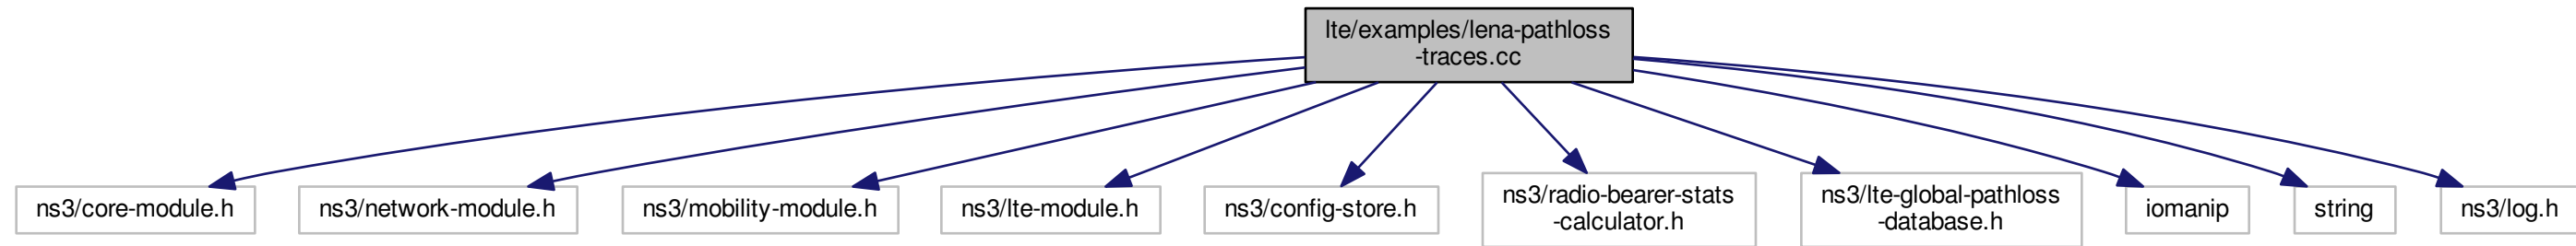 lte/examples/lena-pathloss
-traces.cc
ns3/core-module.h
ns3/network-module.h
ns3/mobility-module.h
ns3/lte-module.h
ns3/config-store.h
ns3/radio-bearer-stats
-calculator.h
ns3/lte-global-pathloss
-database.h
iomanip
string
ns3/log.h